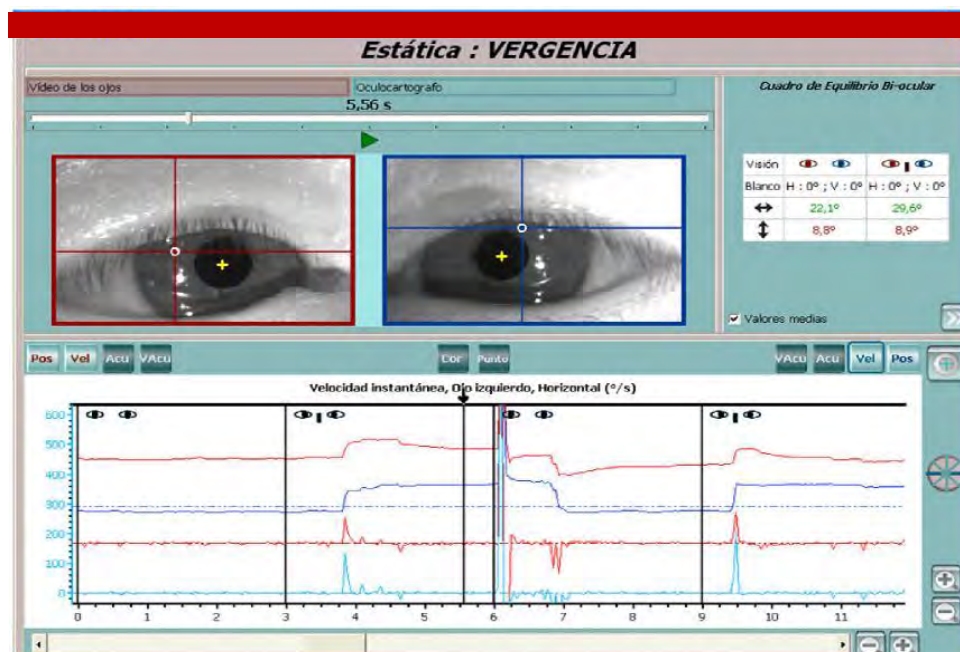 Estática : VERGENCIA
Vídeo de los ojos
Oculocartografo
5,56 s
Cuadro de Equilibrio Bi-ocular
Visión
Blanco H : 0° ; V : 0° H : 0° ; V : 0°
22,1° 29,6°
8,8° 8,9°
Valores medias
Pos Vel Acu VAcu Cor Punto VAcu Acu Vel Pos
Velocidad instantánea, Ojo izquierdo, Horizontal (°/s)
600
500
400
300
200
100
0
0 1 2 3 4 5 6 7 8 9 10 11